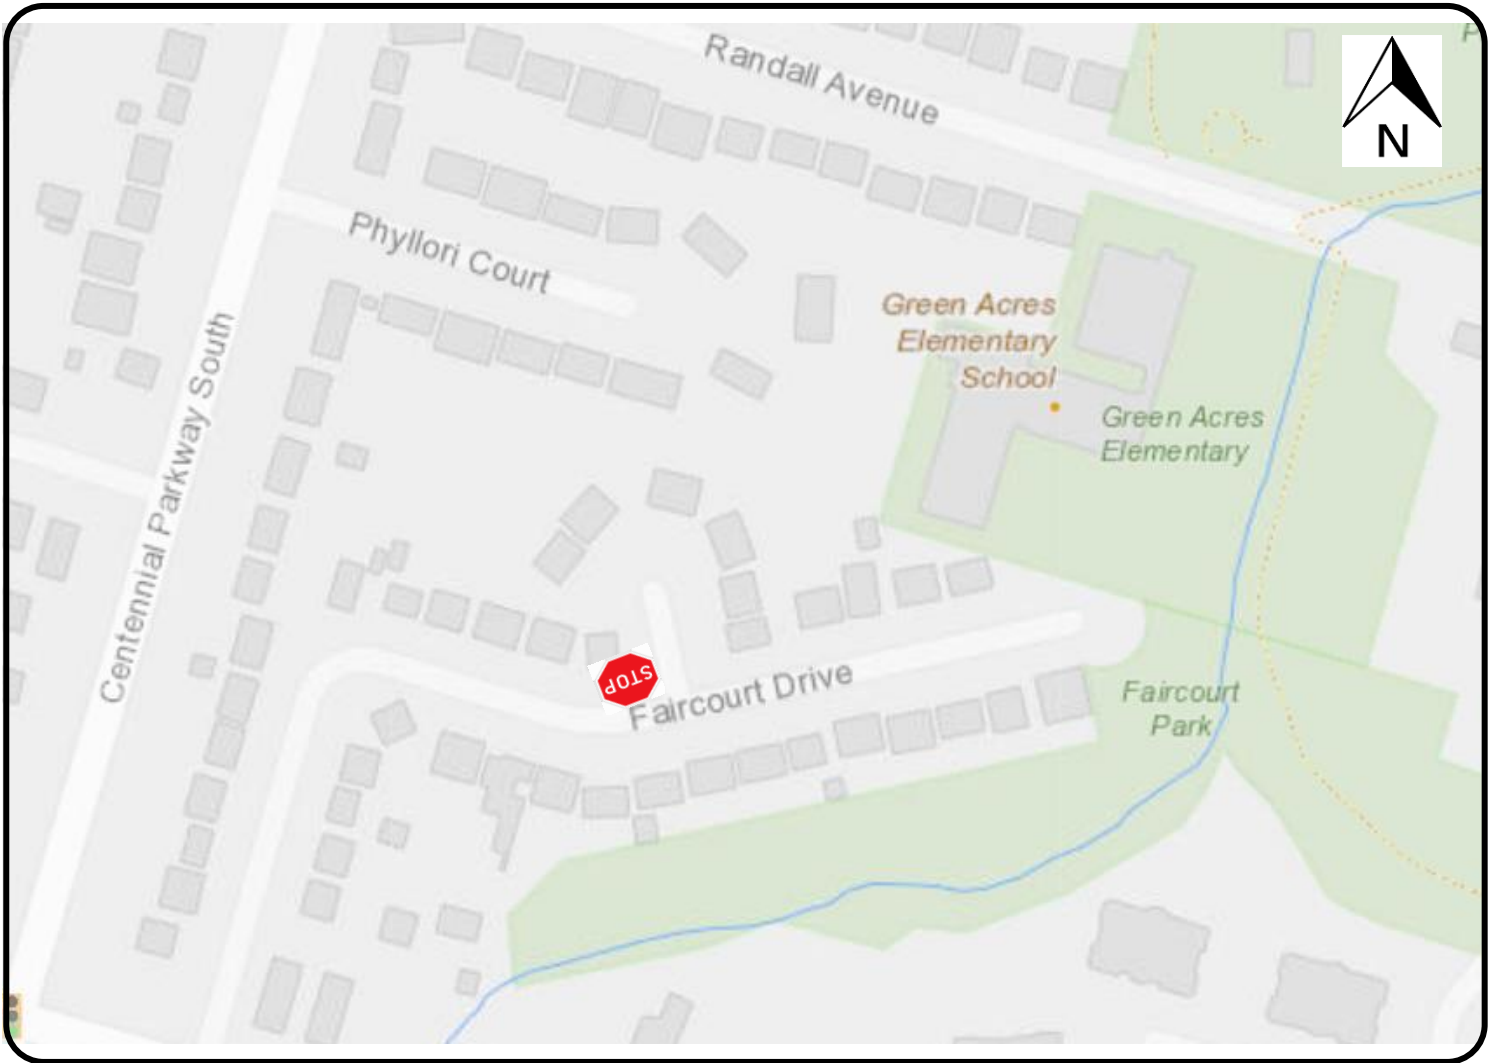 Randall Avenue
P
N
Phyllori Court
Green Acres
Elementary
School
Green Acres
Elementary
Centennial Parkway South
STOP
Faircourt Drive
Faircourt
Park